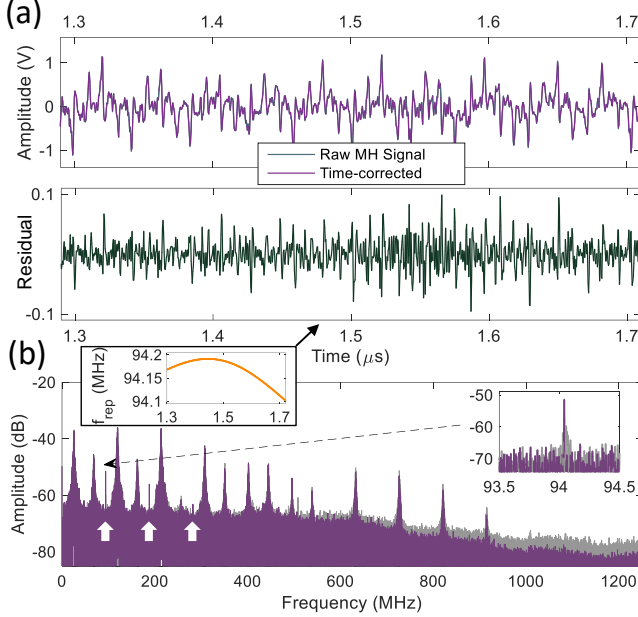 (a)
1.3 1.4 1.5 1.6 1.7
Amplitude (V)
1
0
-1
Raw MH Signal
Time-corrected
Residual
0.1
-0.1
1.3 1.4 1.5 1.6 1.7
Time (μs)
(b)
f_rep (MHz)
94.2
94.15
94.1
1.3 1.5 1.7
Amplitude (dB)
-20
-40
-60
-80
-50
-60
-70
93.5 94 94.5
0 200 400 600 800 1000 1200
Frequency (MHz)